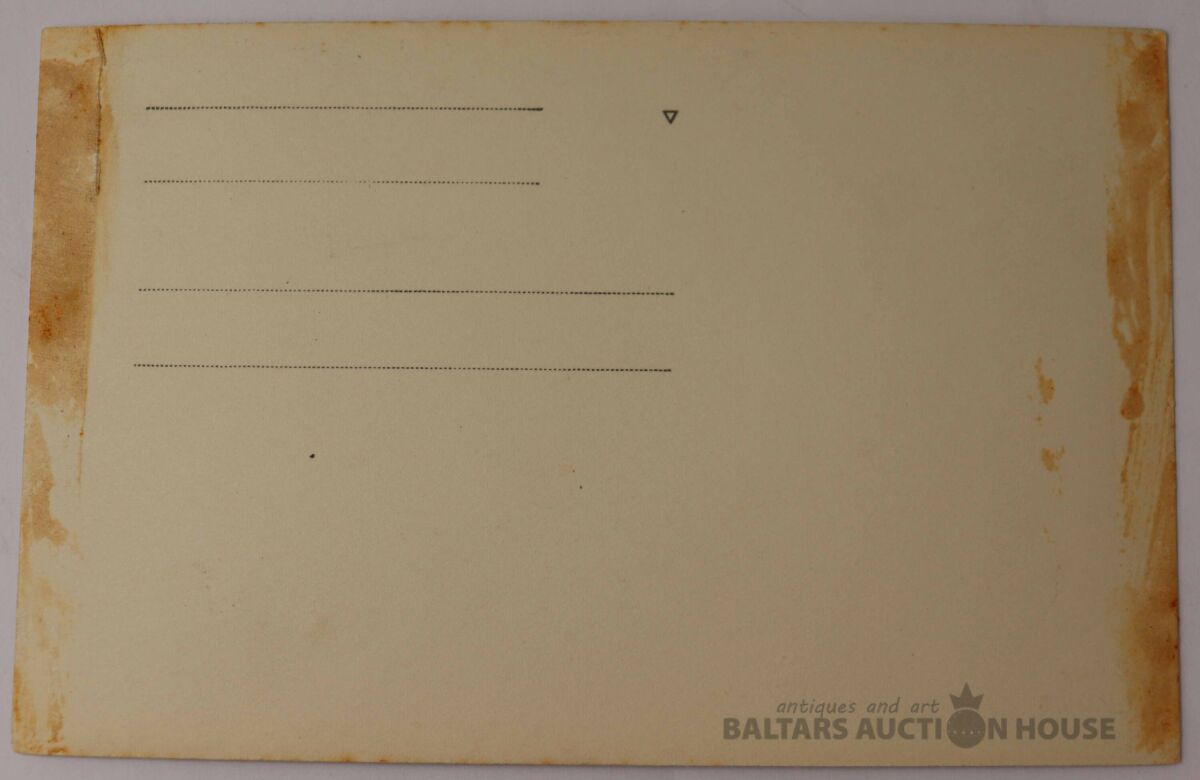 antiques and art
BALTARS AUCTION HOUSE